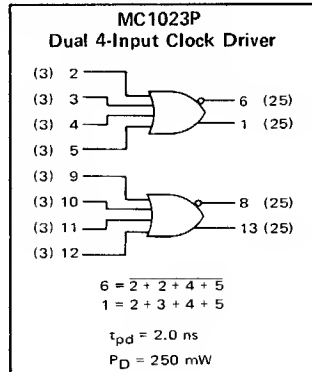 MC1023P
Dual 4-Input Clock Driver
(3) 2
(3) 3
(3) 4
(3) 5
6 (25)
1 (25)
(3) 9
(3) 10
(3) 11
(3) 12
8 (25)
13 (25)
6 = 2 + 2 + 4 + 5
1 = 2 + 3 + 4 + 5
τpd = 2.0 ns
PD = 250 mW